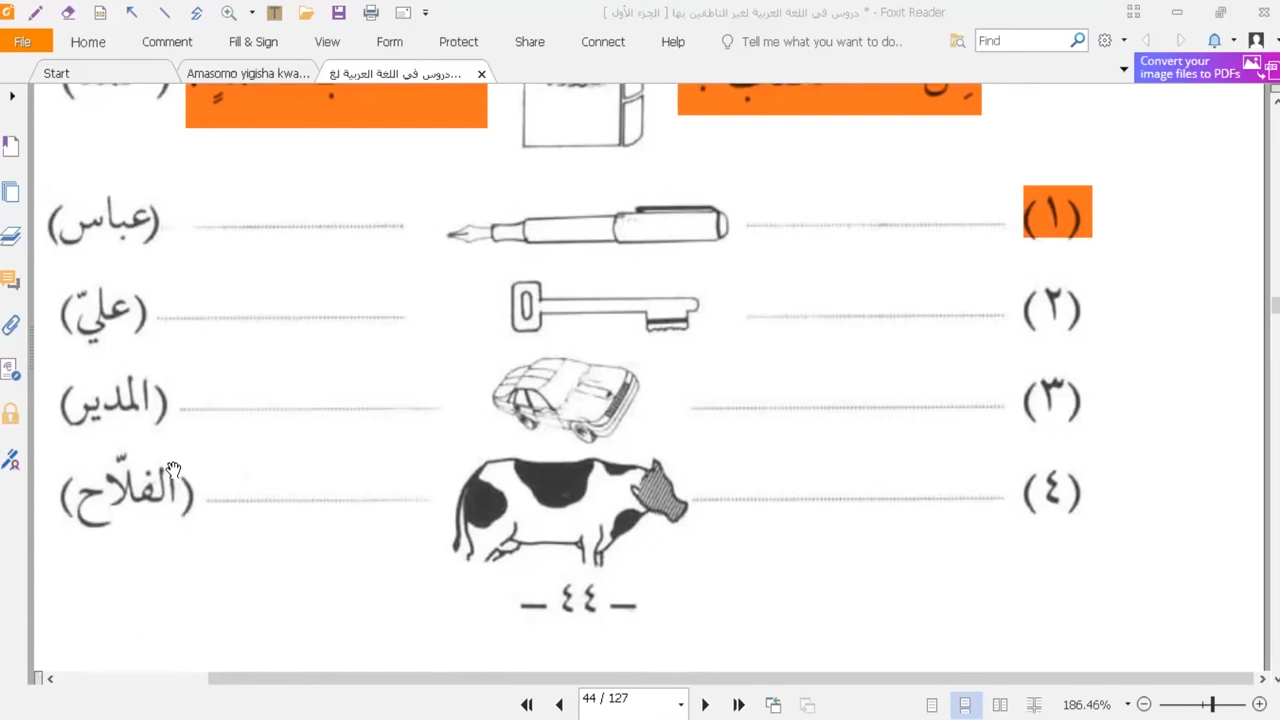 * دروس في اللغة العربية لغير الناطقين بها [ الجزء الأول ] - Foxit Reader
File Home Comment Fill & Sign View Form Protect Share Connect Help Tell me what you want to do.. Find
Start Amasomo yigisha kwa... دروس في اللغة العربية لغ...
Convert your
image files to PDFs
(١) (عباس)
(٢) (عليّ)
(٣) (المدير)
(٤) (الفلّاح)
– ٤٤ –
44 / 127 186.46%